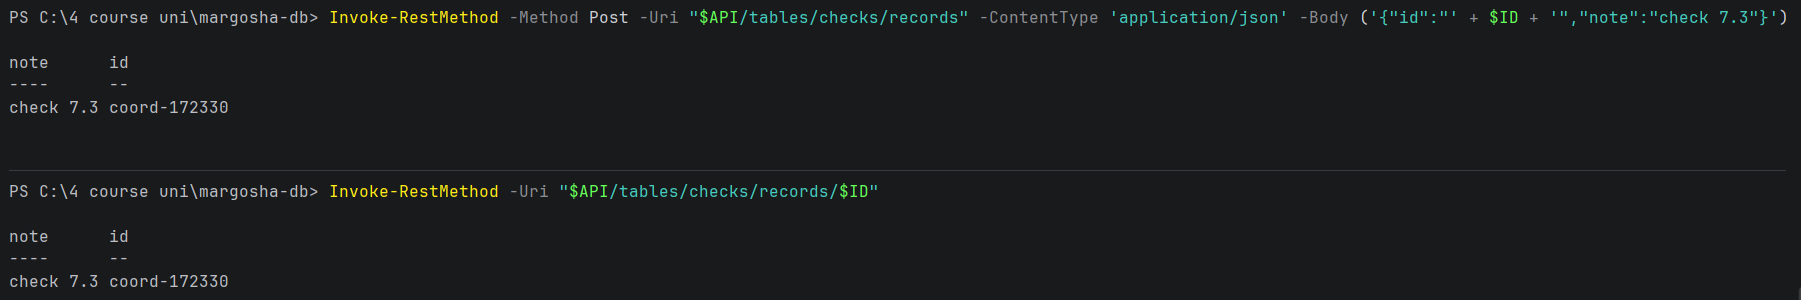 PS C:\4 course uni\margosha-db> Invoke-RestMethod -Method Post -Uri "$API/tables/checks/records" -ContentType 'application/json' -Body ('{"id":"' + $ID + '","note":"check 7.3"}')
note      id
----      --
check 7.3 coord-172330
PS C:\4 course uni\margosha-db> Invoke-RestMethod -Uri "$API/tables/checks/records/$ID"
note      id
----      --
check 7.3 coord-172330